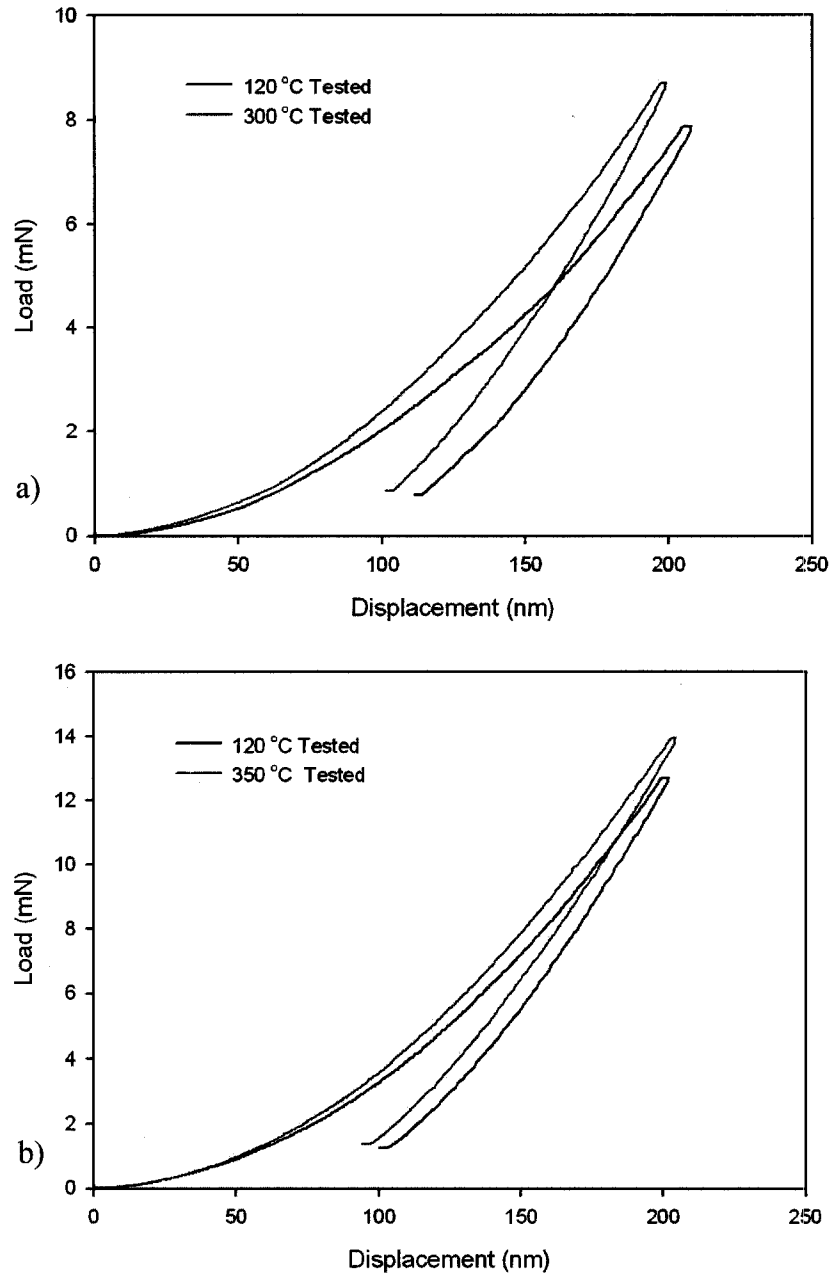 10
8
6
4
2
0
Load (mN)
120 °C Tested
300 °C Tested
a)
0 50 100 150 200 250
Displacement (nm)
16
14
12
10
8
6
4
2
0
Load (mN)
120 °C Tested
350 °C Tested
b)
0 50 100 150 200 250
Displacement (nm)